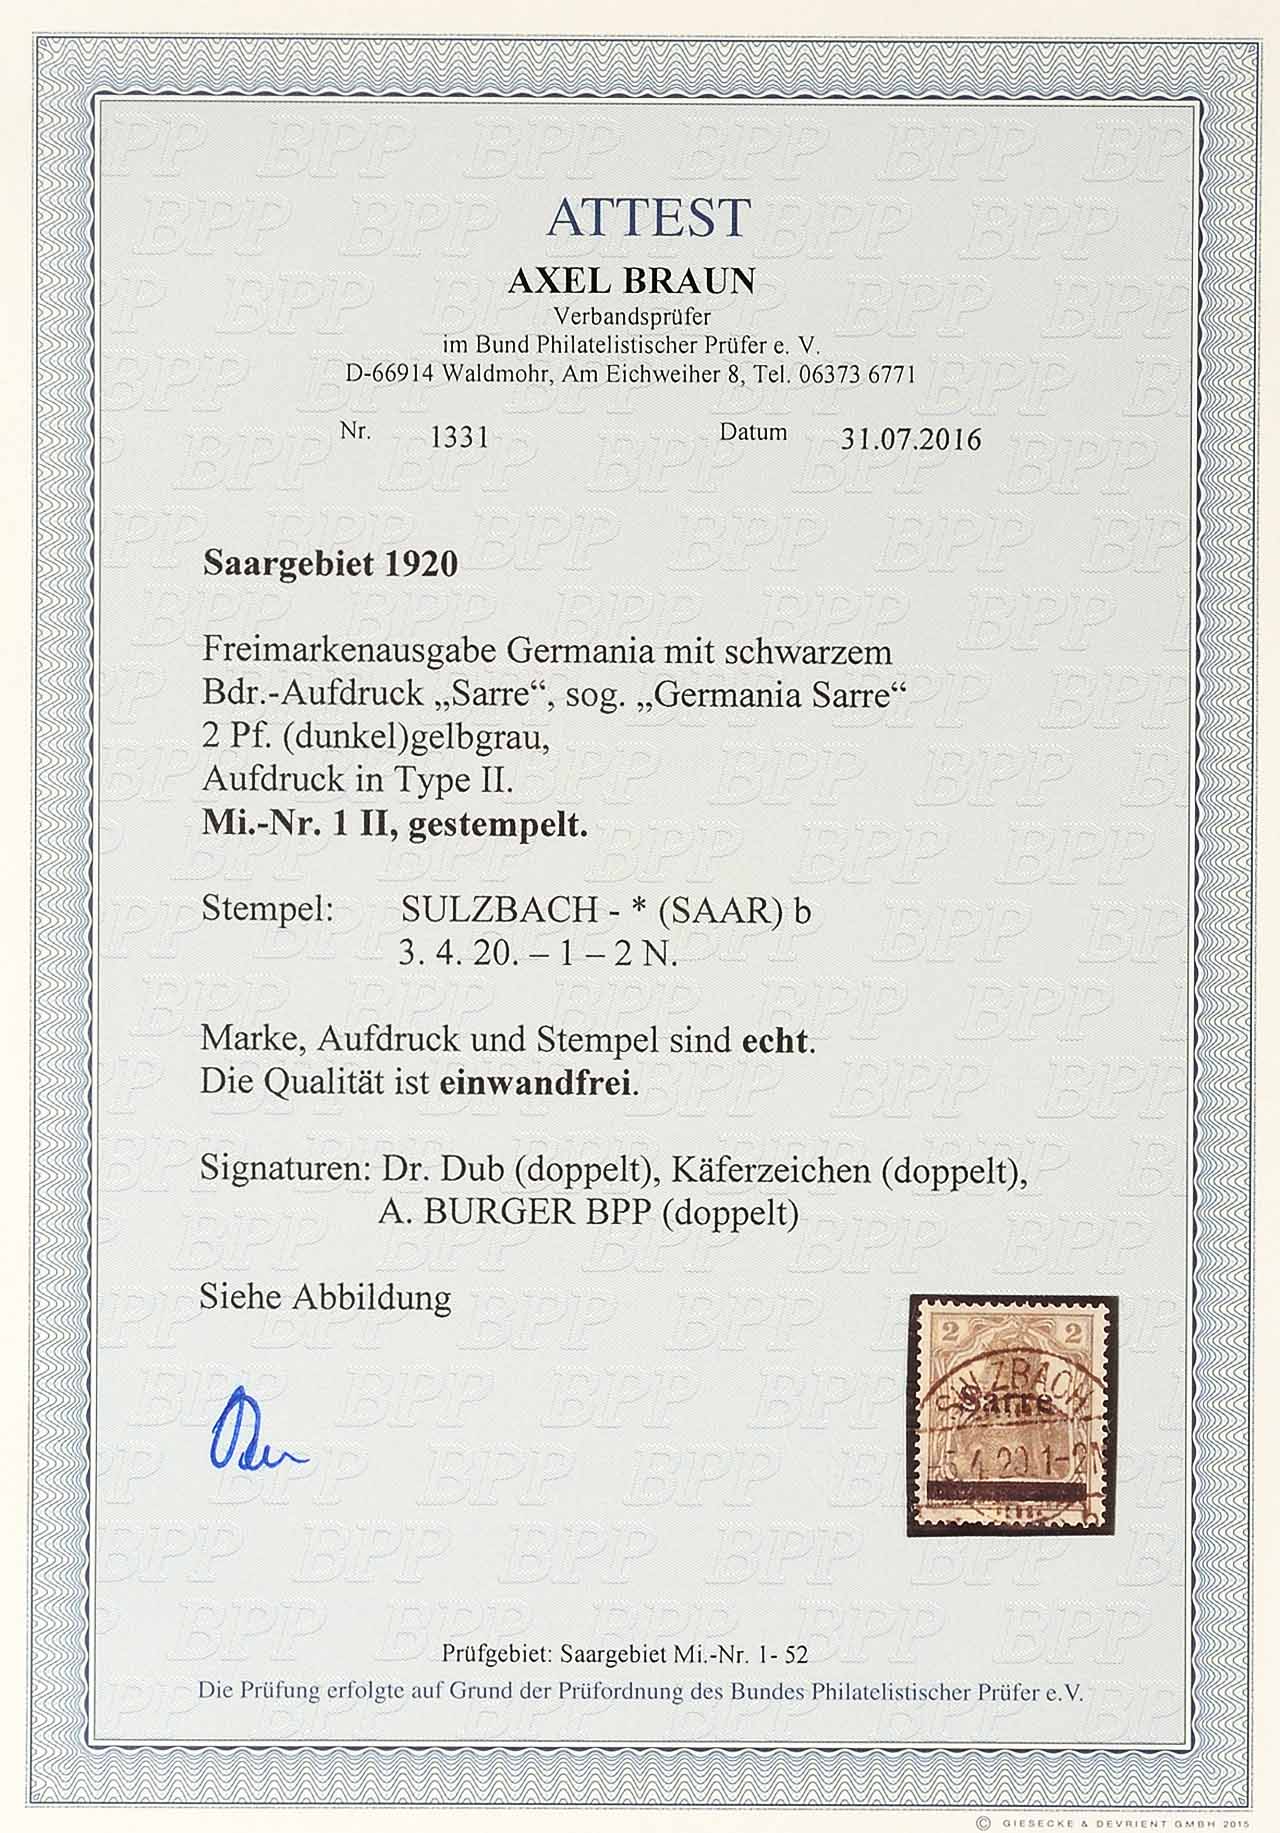 ATTEST
AXEL BRAUN
Verbandsprüfer
im Bund Philatelistischer Prüfer e. V.
D-66914 Waldmohr, Am Eichweiher 8, Tel. 06373 6771
Nr. 1331 Datum 31.07.2016
Saargebiet 1920
Freimarkenausgabe Germania mit schwarzem
Bdr.-Aufdruck „Sarre“, sog. „Germania Sarre“
2 Pf. (dunkel)gelbgrau,
Aufdruck in Type II.
Mi.-Nr. 1 II, gestempelt.
Stempel: SULZBACH - * (SAAR) b
3. 4. 20. – 1 – 2 N.
Marke, Aufdruck und Stempel sind echt.
Die Qualität ist einwandfrei.
Signaturen: Dr. Dub (doppelt), Käferzeichen (doppelt),
A. BURGER BPP (doppelt)
Siehe Abbildung
2 2
SULZBACH
Sarre
4.20.1-2N
b
Prüfgebiet: Saargebiet Mi.-Nr. 1- 52
Die Prüfung erfolgte auf Grund der Prüfordnung des Bundes Philatelistischer Prüfer e.V.
© GIESECKE & DEVRIENT GMBH 2015